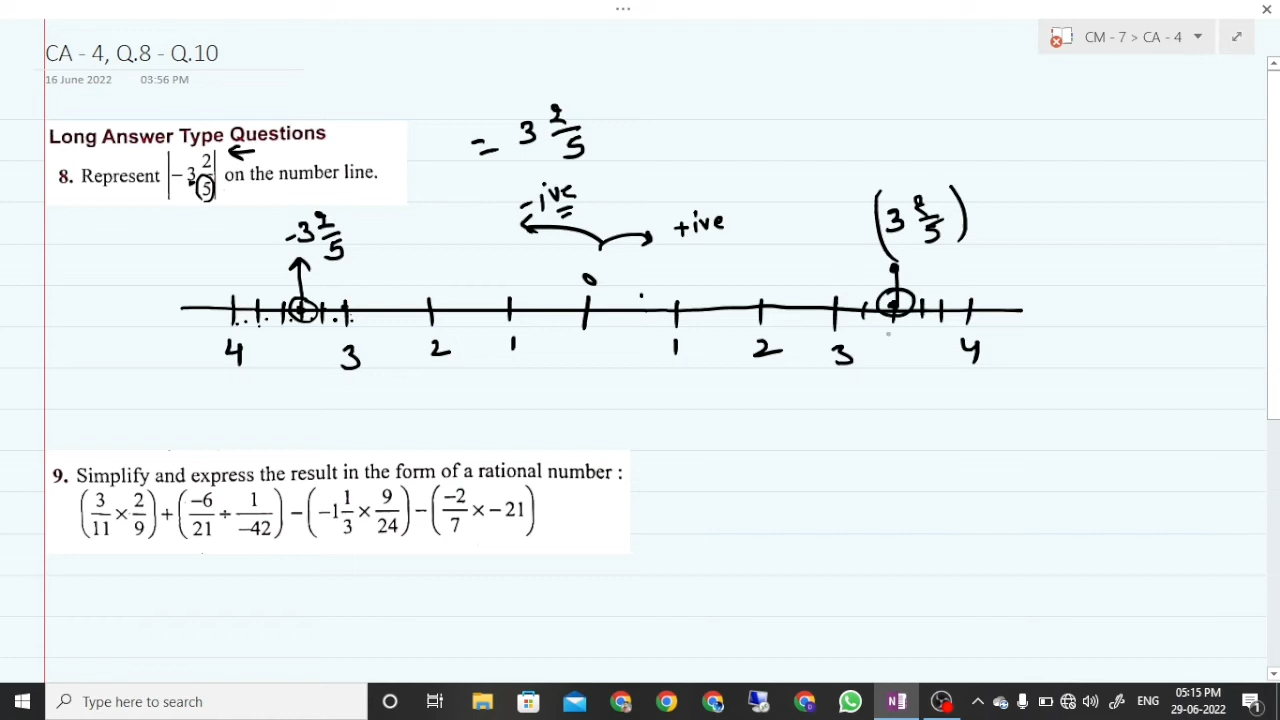 CA - 4, Q.8 - Q.10
CM - 7 > CA - 4
16 June 2022 03:56 PM
Long Answer Type Questions
8. Represent |-3 2/5| on the number line.
= 3 2/5
-ive
+ive
-3 2/5
(3 2/5)
0
4 3 2 1 1 2 3 4
9. Simplify and express the result in the form of a rational number :
(3/11 × 2/9) + (-6/21 ÷ 1/-42) - (-1 1/3 × 9/24) - (-2/7 × -21)
Type here to search
ENG
05:15 PM
29-06-2022
1